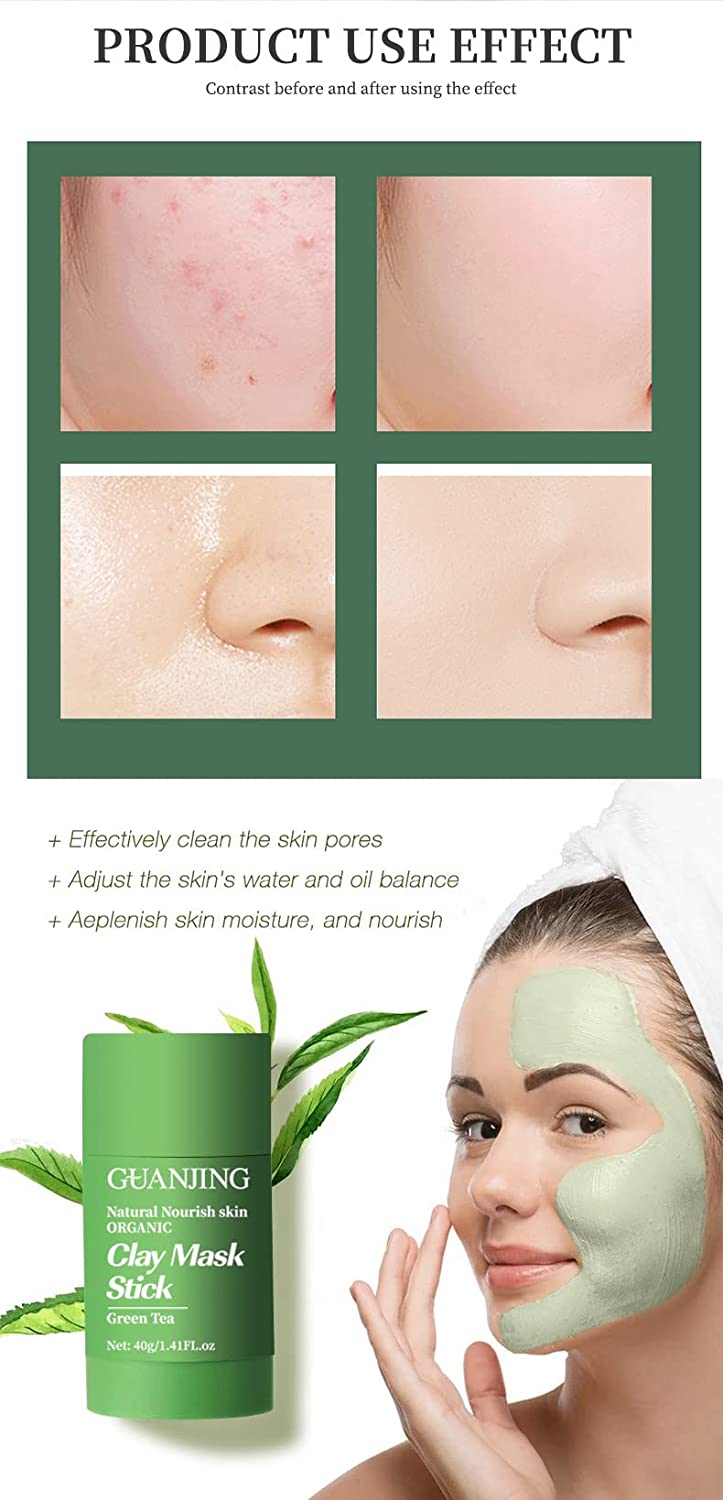 PRODUCT USE EFFECT
Contrast before and after using the effect
+ Effectively clean the skin pores
+ Adjust the skin's water and oil balance
+ Aeplenish skin moisture, and nourish
GUANJING
Natural Nourish skin
ORGANIC
Clay Mask
Stick
Green Tea
Net: 40g/1.41FL.oz